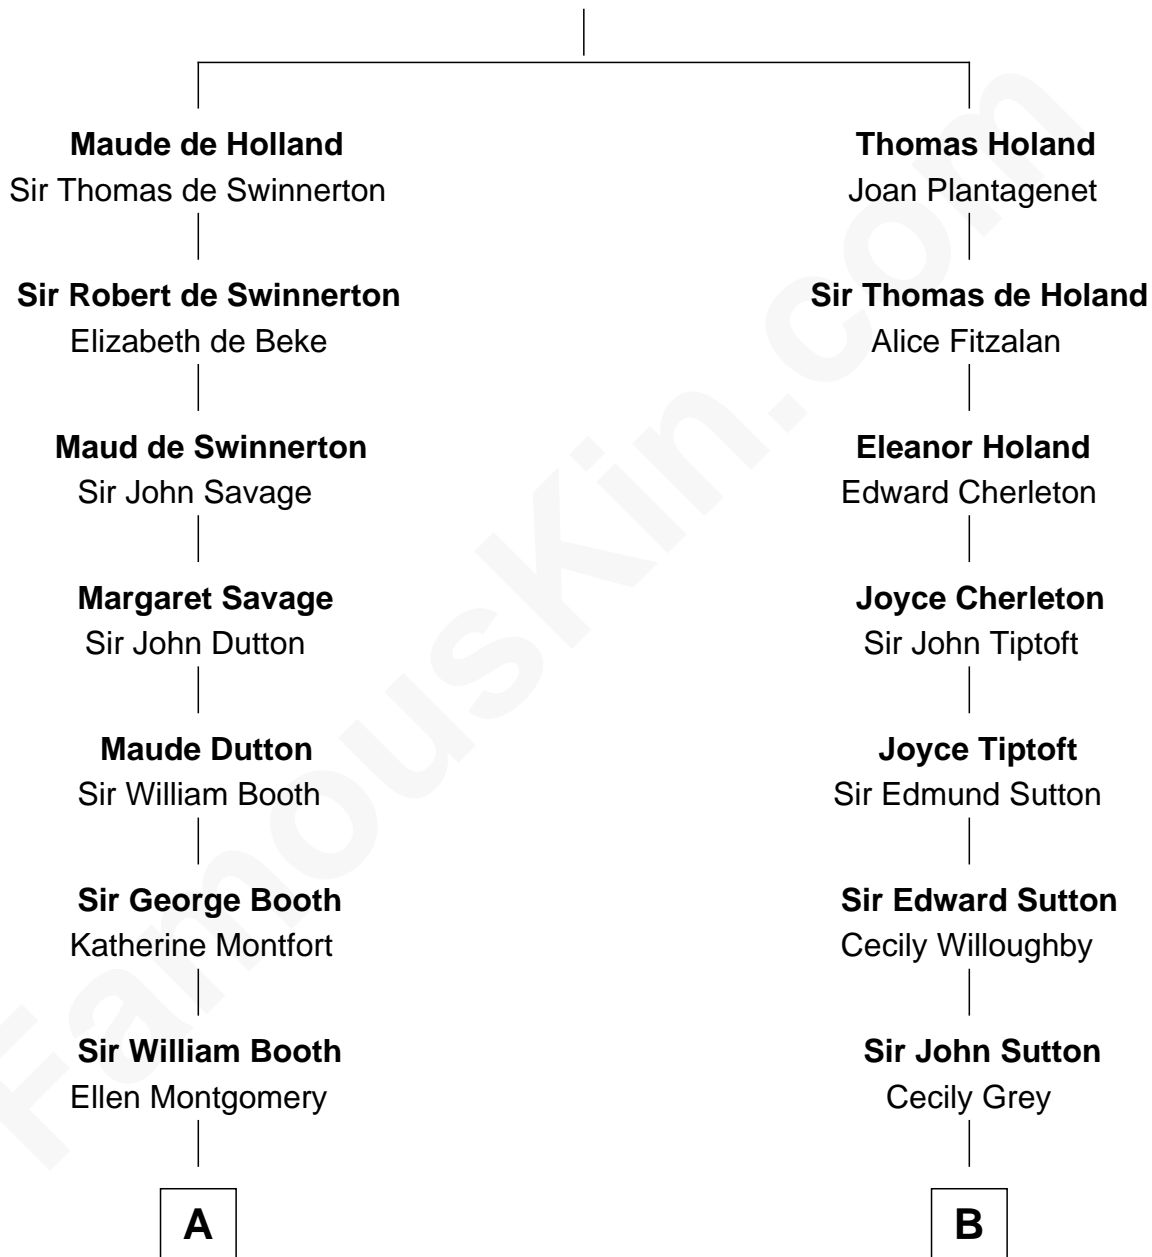 Maude de Holland
Sir Thomas de Swinnerton
Thomas Holand
Joan Plantagenet
Sir Robert de Swinnerton
Elizabeth de Beke
Sir Thomas de Holand
Alice Fitzalan
Maud de Swinnerton
Sir John Savage
Eleanor Holand
Edward Cherleton
Margaret Savage
Sir John Dutton
Joyce Cherleton
Sir John Tiptoft
Maude Dutton
Sir William Booth
Joyce Tiptoft
Sir Edmund Sutton
Sir George Booth
Katherine Montfort
Sir Edward Sutton
Cecily Willoughby
Sir William Booth
Ellen Montgomery
Sir John Sutton
Cecily Grey
A
B
FamousKin.com